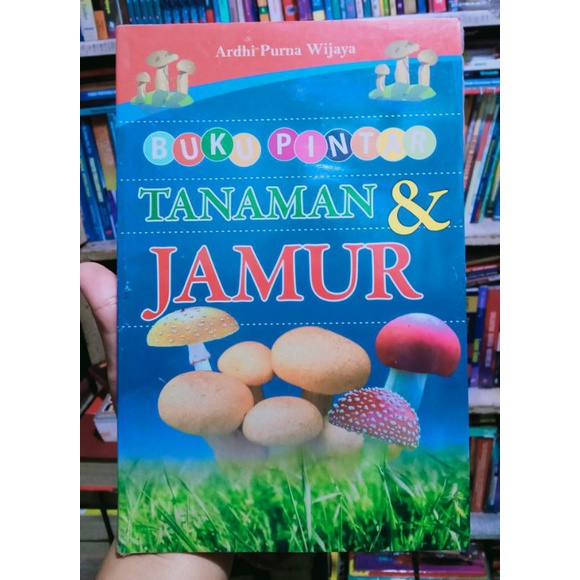 Ardhi Purna Wijaya
BUKU PINTAR
TANAMAN &
JAMUR